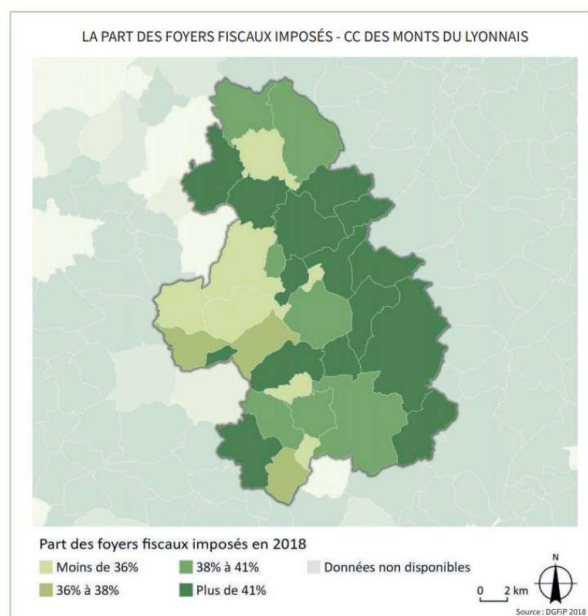 LA PART DES FOYERS FISCAUX IMPOSÉS - CC DES MONTS DU LYONNAIS
Part des foyers fiscaux imposés en 2018
Moins de 36%
38% à 41%
Données non disponibles
36% à 38%
Plus de 41%
N
0 2 km
Source : DGFiP 2018